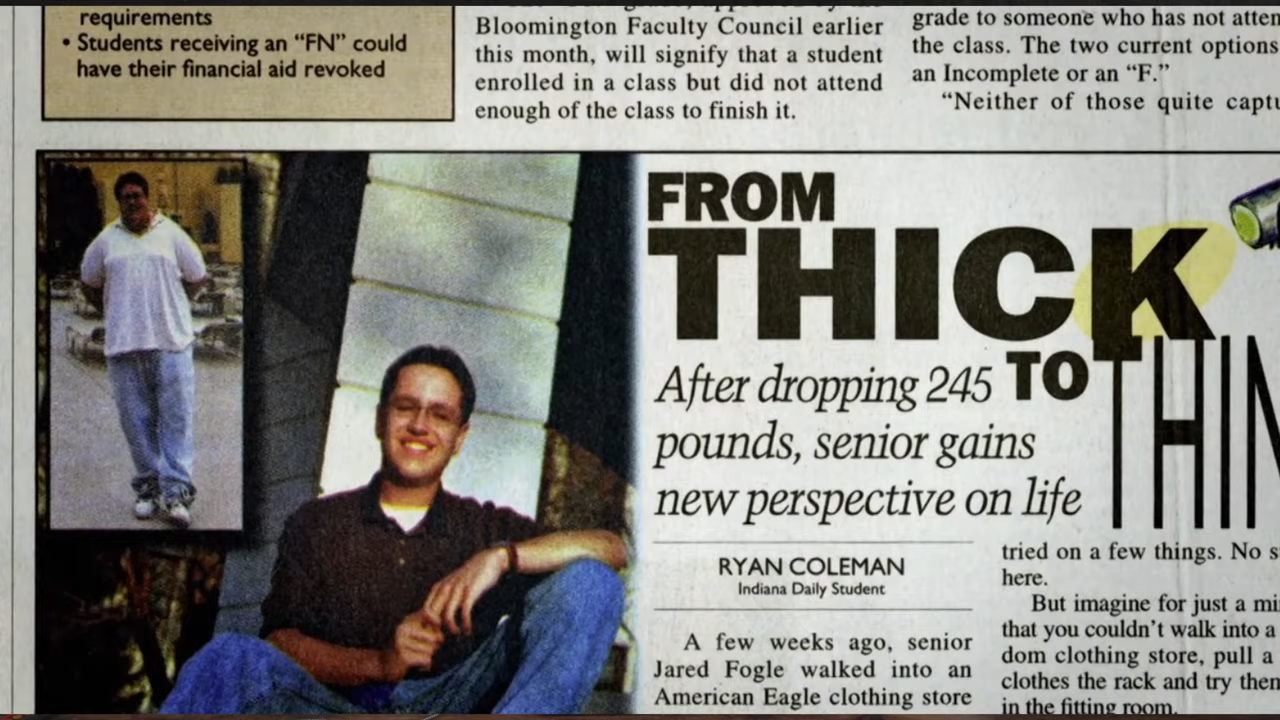 requirements
• Students receiving an “FN” could
have their financial aid revoked
Bloomington Faculty Council earlier
this month, will signify that a student
enrolled in a class but did not attend
enough of the class to finish it.
grade to someone who has not atten
the class. The two current options
an Incomplete or an “F.”
“Neither of those quite captu
FROM
THICK
TO
THIN
After dropping 245
pounds, senior gains
new perspective on life
RYAN COLEMAN
Indiana Daily Student
A few weeks ago, senior
Jared Fogle walked into an
American Eagle clothing store
tried on a few things. No s
here.
But imagine for just a mi
that you couldn’t walk into a
dom clothing store, pull a
clothes the rack and try then
in the fitting room.